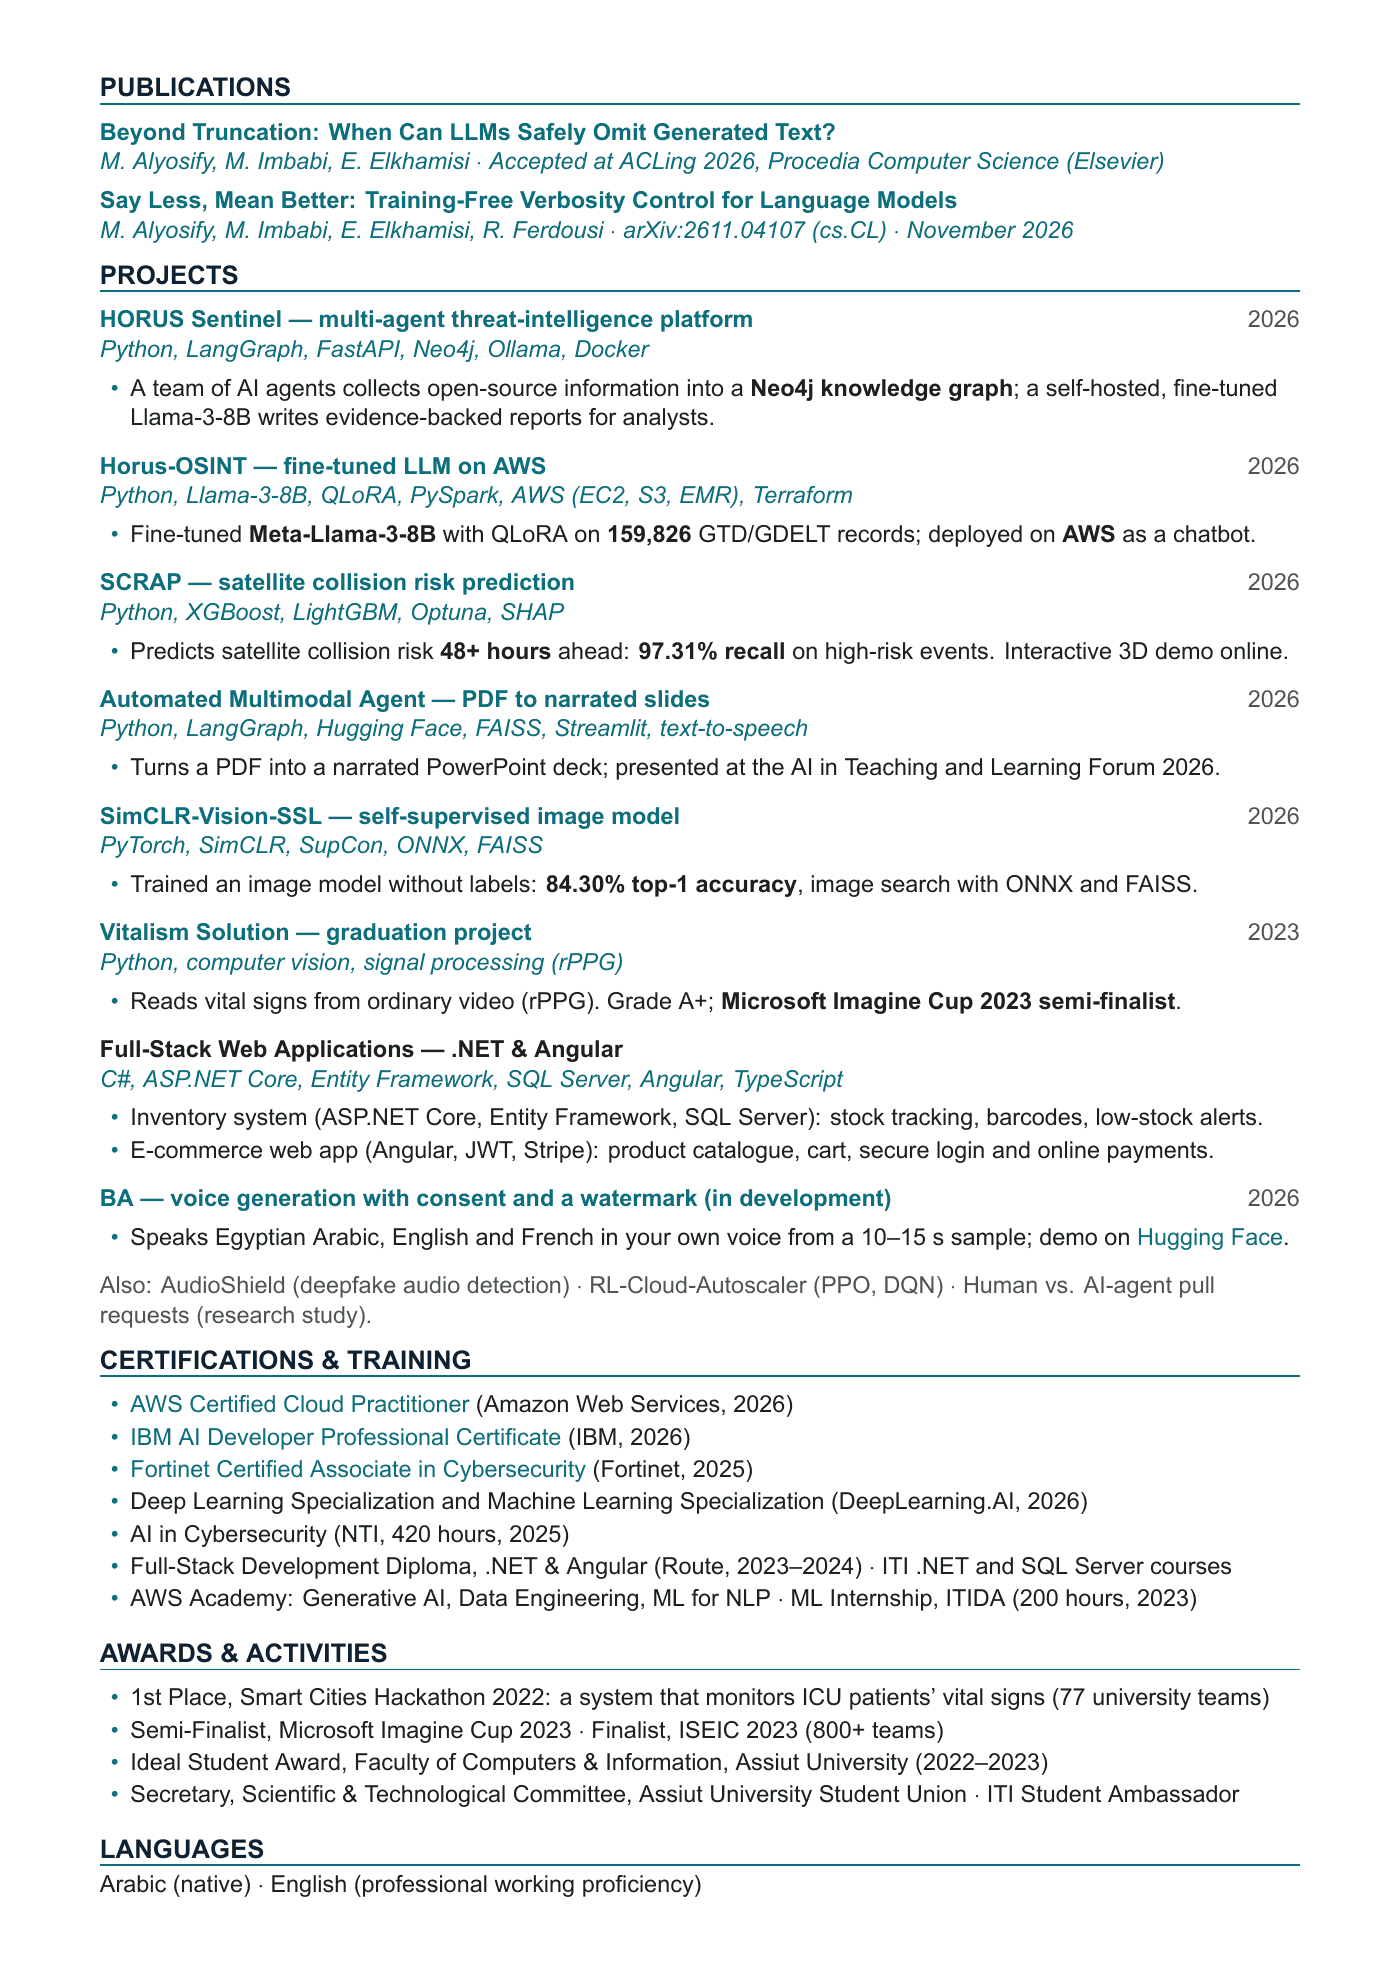 PUBLICATIONS
Beyond Truncation: When Can LLMs Safely Omit Generated Text?
M. Alyosify, M. Imbabi, E. Elkhamisi · Accepted at ACLing 2026, Procedia Computer Science (Elsevier)
Say Less, Mean Better: Training-Free Verbosity Control for Language Models
M. Alyosify, M. Imbabi, E. Elkhamisi, R. Ferdousi · arXiv:2611.04107 (cs.CL) · November 2026
PROJECTS
HORUS Sentinel — multi-agent threat-intelligence platform 2026
Python, LangGraph, FastAPI, Neo4j, Ollama, Docker
• A team of AI agents collects open-source information into a Neo4j knowledge graph; a self-hosted, fine-tuned
Llama-3-8B writes evidence-backed reports for analysts.
Horus-OSINT — fine-tuned LLM on AWS 2026
Python, Llama-3-8B, QLoRA, PySpark, AWS (EC2, S3, EMR), Terraform
• Fine-tuned Meta-Llama-3-8B with QLoRA on 159,826 GTD/GDELT records; deployed on AWS as a chatbot.
SCRAP — satellite collision risk prediction 2026
Python, XGBoost, LightGBM, Optuna, SHAP
• Predicts satellite collision risk 48+ hours ahead: 97.31% recall on high-risk events. Interactive 3D demo online.
Automated Multimodal Agent — PDF to narrated slides 2026
Python, LangGraph, Hugging Face, FAISS, Streamlit, text-to-speech
• Turns a PDF into a narrated PowerPoint deck; presented at the AI in Teaching and Learning Forum 2026.
SimCLR-Vision-SSL — self-supervised image model 2026
PyTorch, SimCLR, SupCon, ONNX, FAISS
• Trained an image model without labels: 84.30% top-1 accuracy, image search with ONNX and FAISS.
Vitalism Solution — graduation project 2023
Python, computer vision, signal processing (rPPG)
• Reads vital signs from ordinary video (rPPG). Grade A+; Microsoft Imagine Cup 2023 semi-finalist.
Full-Stack Web Applications — .NET & Angular
C#, ASP.NET Core, Entity Framework, SQL Server, Angular, TypeScript
• Inventory system (ASP.NET Core, Entity Framework, SQL Server): stock tracking, barcodes, low-stock alerts.
• E-commerce web app (Angular, JWT, Stripe): product catalogue, cart, secure login and online payments.
BA — voice generation with consent and a watermark (in development) 2026
• Speaks Egyptian Arabic, English and French in your own voice from a 10–15 s sample; demo on Hugging Face.
Also: AudioShield (deepfake audio detection) · RL-Cloud-Autoscaler (PPO, DQN) · Human vs. AI-agent pull
requests (research study).
CERTIFICATIONS & TRAINING
• AWS Certified Cloud Practitioner (Amazon Web Services, 2026)
• IBM AI Developer Professional Certificate (IBM, 2026)
• Fortinet Certified Associate in Cybersecurity (Fortinet, 2025)
• Deep Learning Specialization and Machine Learning Specialization (DeepLearning.AI, 2026)
• AI in Cybersecurity (NTI, 420 hours, 2025)
• Full-Stack Development Diploma, .NET & Angular (Route, 2023–2024) · ITI .NET and SQL Server courses
• AWS Academy: Generative AI, Data Engineering, ML for NLP · ML Internship, ITIDA (200 hours, 2023)
AWARDS & ACTIVITIES
• 1st Place, Smart Cities Hackathon 2022: a system that monitors ICU patients’ vital signs (77 university teams)
• Semi-Finalist, Microsoft Imagine Cup 2023 · Finalist, ISEIC 2023 (800+ teams)
• Ideal Student Award, Faculty of Computers & Information, Assiut University (2022–2023)
• Secretary, Scientific & Technological Committee, Assiut University Student Union · ITI Student Ambassador
LANGUAGES
Arabic (native) · English (professional working proficiency)